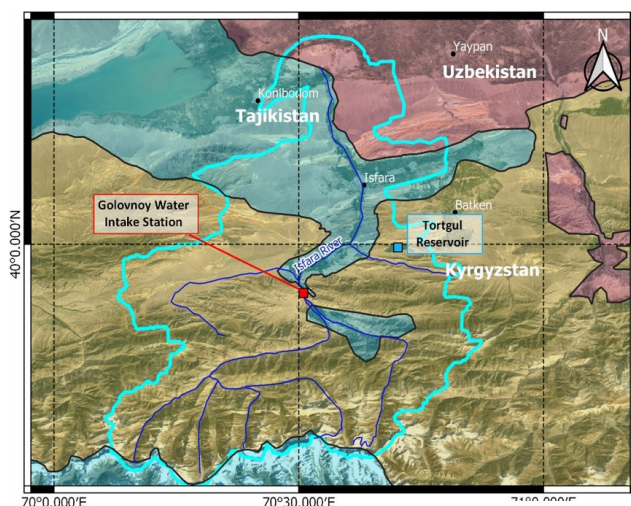 N
Yaypan
Uzbekistan
Konibodom
Tajikistan
Isfara
Golovnoy Water
Intake Station
Batken
Tortgul
Reservoir
40°0.000'N
Isfara River
Kyrgyzstan
70°0.000'E
70°30.000'E